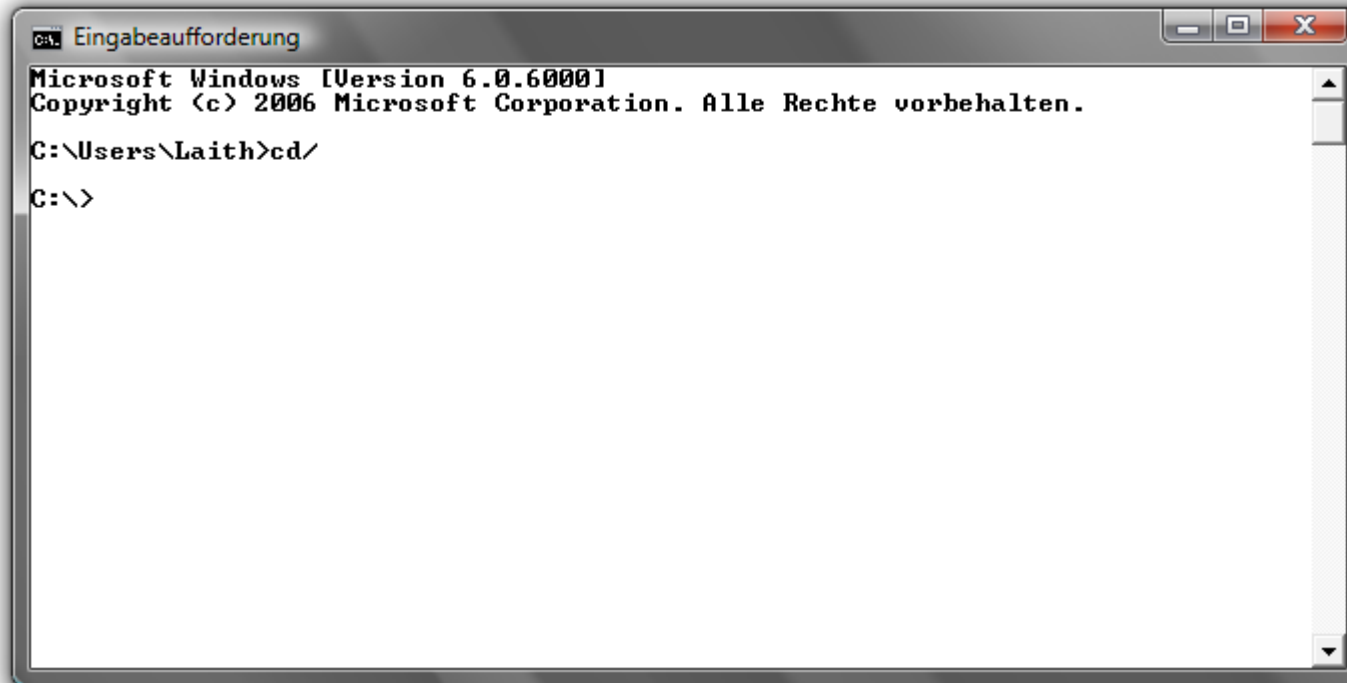 Eingabeaufforderung
Microsoft Windows [Version 6.0.6000]
Copyright (c) 2006 Microsoft Corporation. Alle Rechte vorbehalten.
C:\Users\Laith>cd/
C:\>